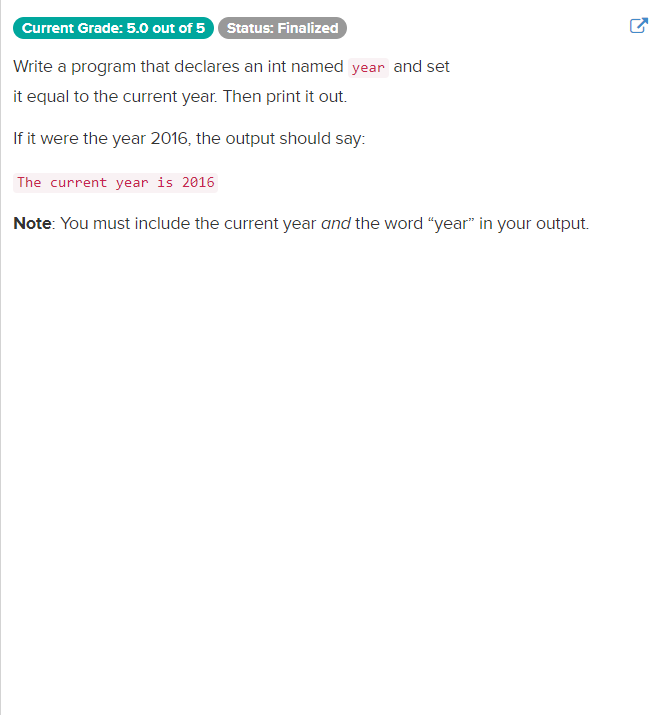 Current Grade: 5.0 out of 5 Status: Finalized
Write a program that declares an int named year and set
it equal to the current year. Then print it out.
If it were the year 2016, the output should say:
The current year is 2016
Note: You must include the current year and the word “year” in your output.